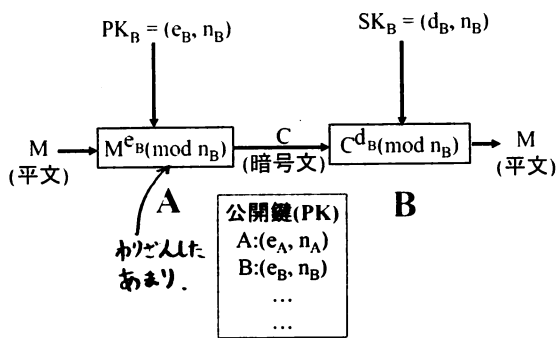 PK_B = (e_B, n_B)
SK_B = (d_B, n_B)
M
(平文)
M^e_B(mod n_B)
C
(暗号文)
C^d_B(mod n_B)
M
(平文)
A
B
わりざんした
あまり.
公開鍵(PK)
A:(e_A, n_A)
B:(e_B, n_B)
…
…